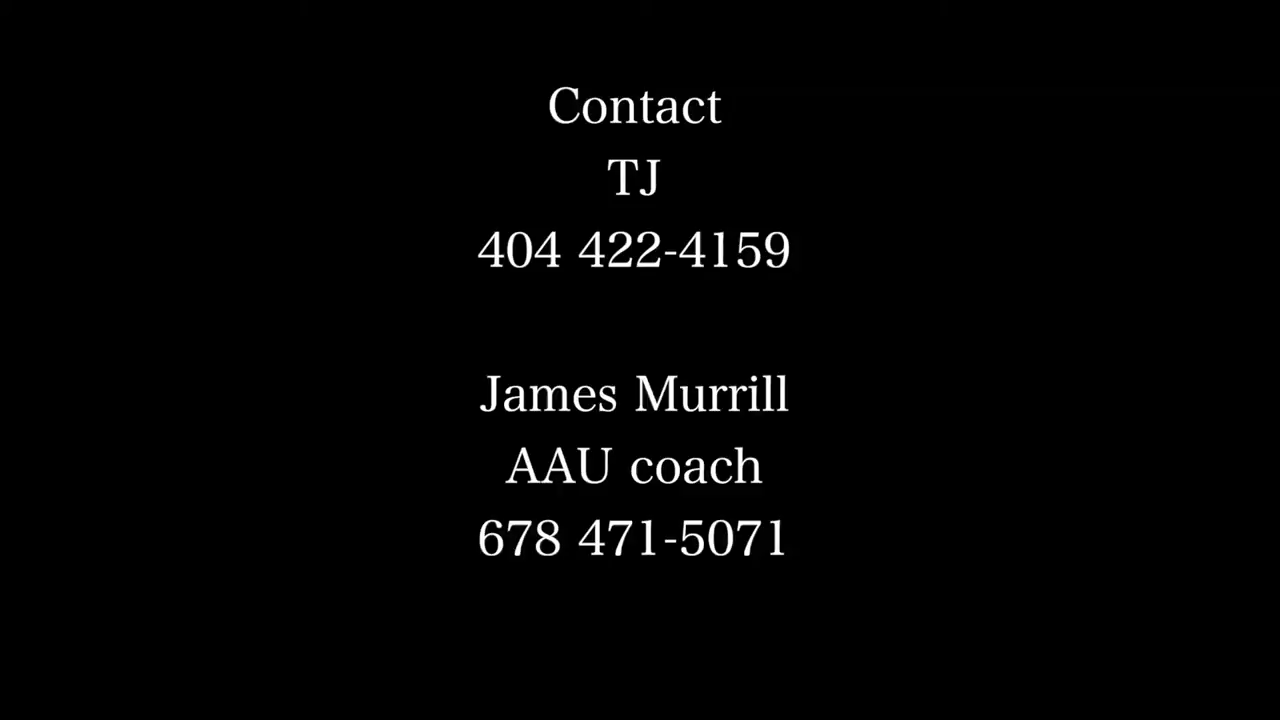 Contact
TJ
404 422-4159
James Murrill
AAU coach
678 471-5071